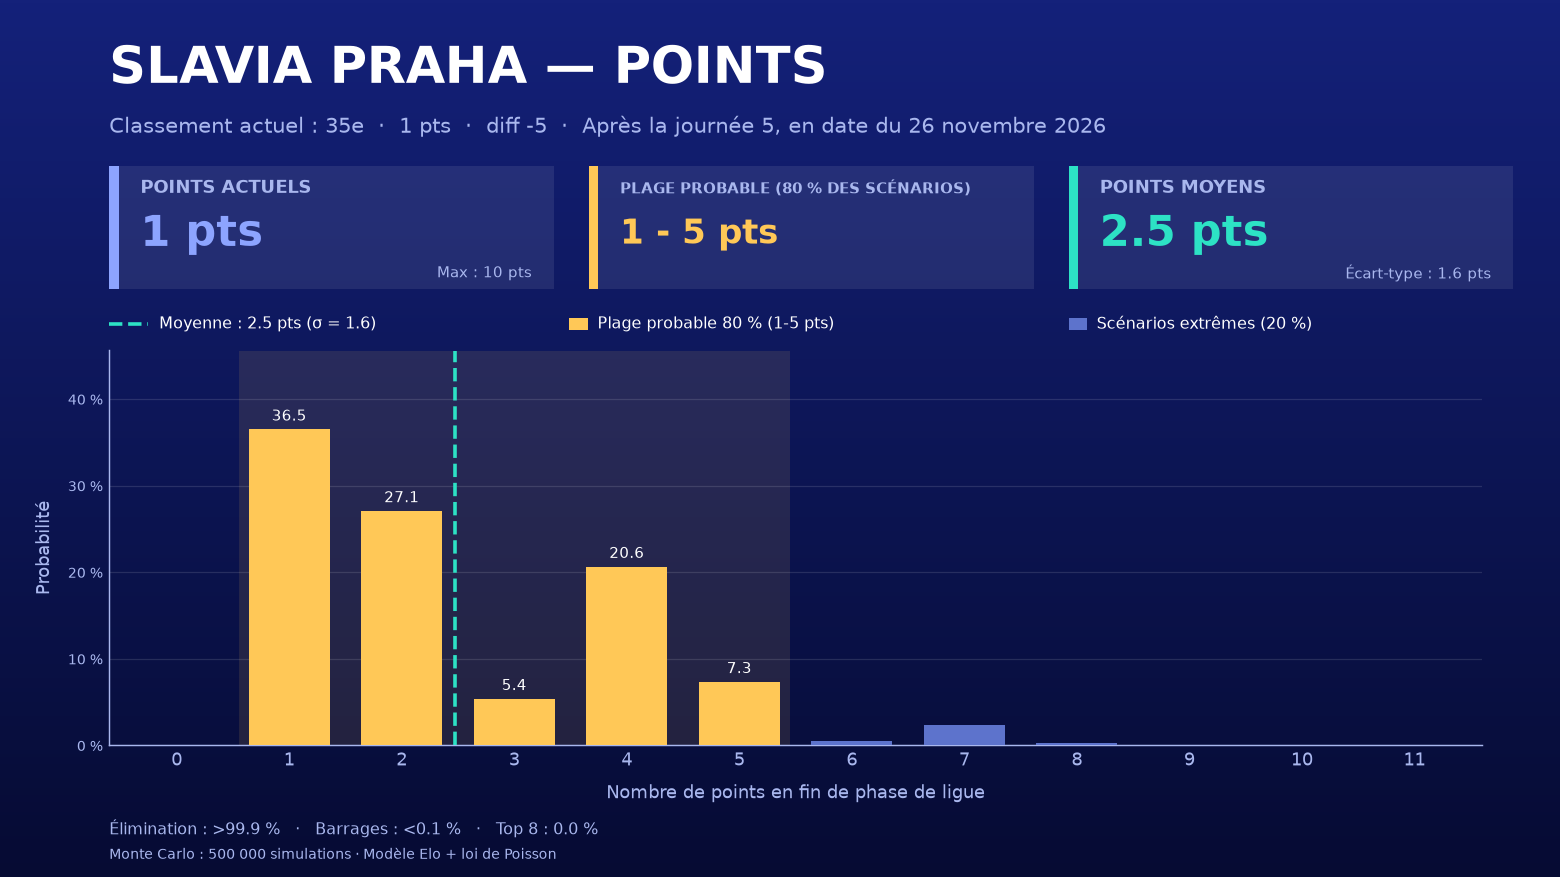 SLAVIA PRAHA — POINTS
Classement actuel : 35e · 1 pts · diff -5 · Après la journée 5, en date du 26 novembre 2026
POINTS ACTUELS
1 pts
Max : 10 pts
PLAGE PROBABLE (80 % DES SCÉNARIOS)
1 - 5 pts
POINTS MOYENS
2.5 pts
Écart-type : 1.6 pts
Moyenne : 2.5 pts (σ = 1.6)
Plage probable 80 % (1-5 pts)
Scénarios extrêmes (20 %)
Probabilité
40 %
30 %
20 %
10 %
0 %
36.5
27.1
5.4
20.6
7.3
0 1 2 3 4 5 6 7 8 9 10 11
Nombre de points en fin de phase de ligue
Élimination : >99.9 % · Barrages : <0.1 % · Top 8 : 0.0 %
Monte Carlo : 500 000 simulations · Modèle Elo + loi de Poisson